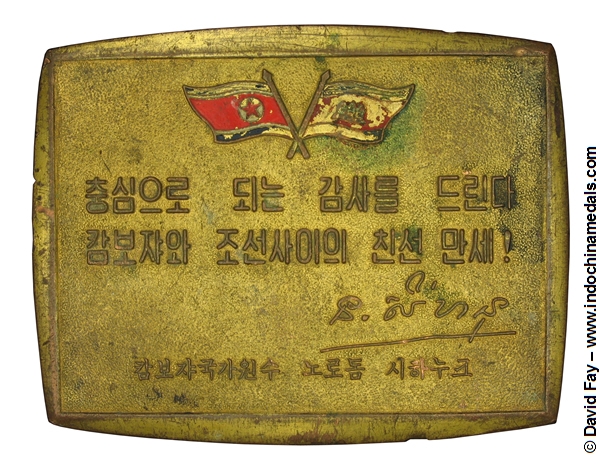 충심으로 되는 감사를 드린다
캄보쟈와 조선사이의 친선 만세!
캄보쟈국가원수 노로돔 시하누크
© David Fay – www.indochinamedals.com